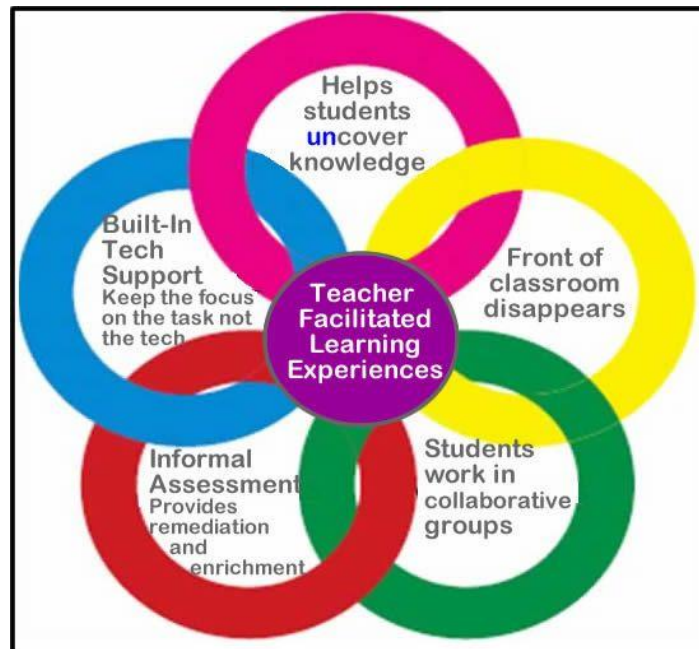 Helps
students
uncover
knowledge
Built-In
Tech
Support
Keep the focus
on the task not
the tech
Front of
classroom
disappears
Teacher
Facilitated
Learning
Experiences
Informal
Assessment
Provides
remediation
and
enrichment
Students
work in
collaborative
groups